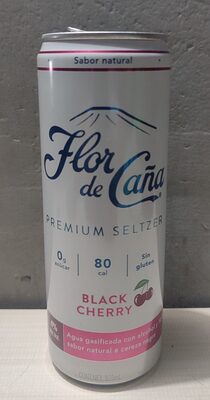 Sabor natural
Flor
de Caña
PREMIUM SELTZER
0g 80 Sin
azúcar cal gluten
BLACK
CHERRY
Agua gasificada con alcohol
sabor natural a cereza negra